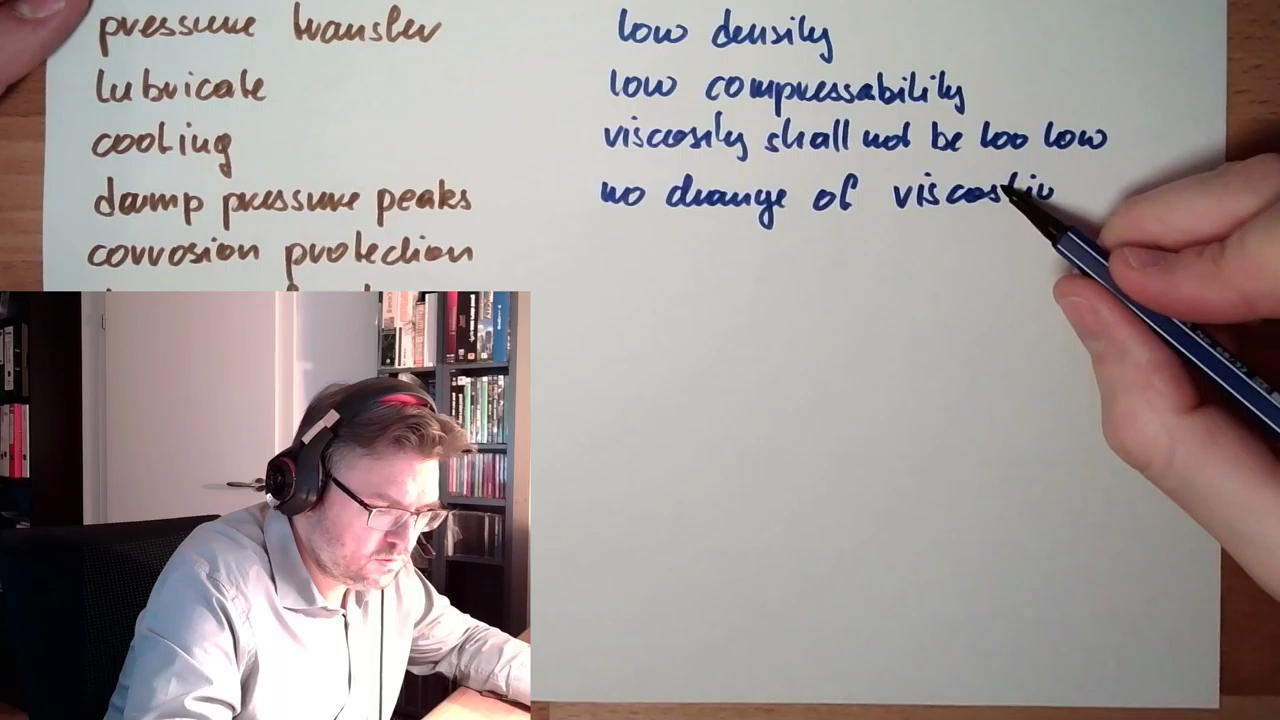 pressure transfer
lubricate
cooling
damp pressure peaks
corrosion protection
low density
low compressability
viscosity shall not be too low
no change of